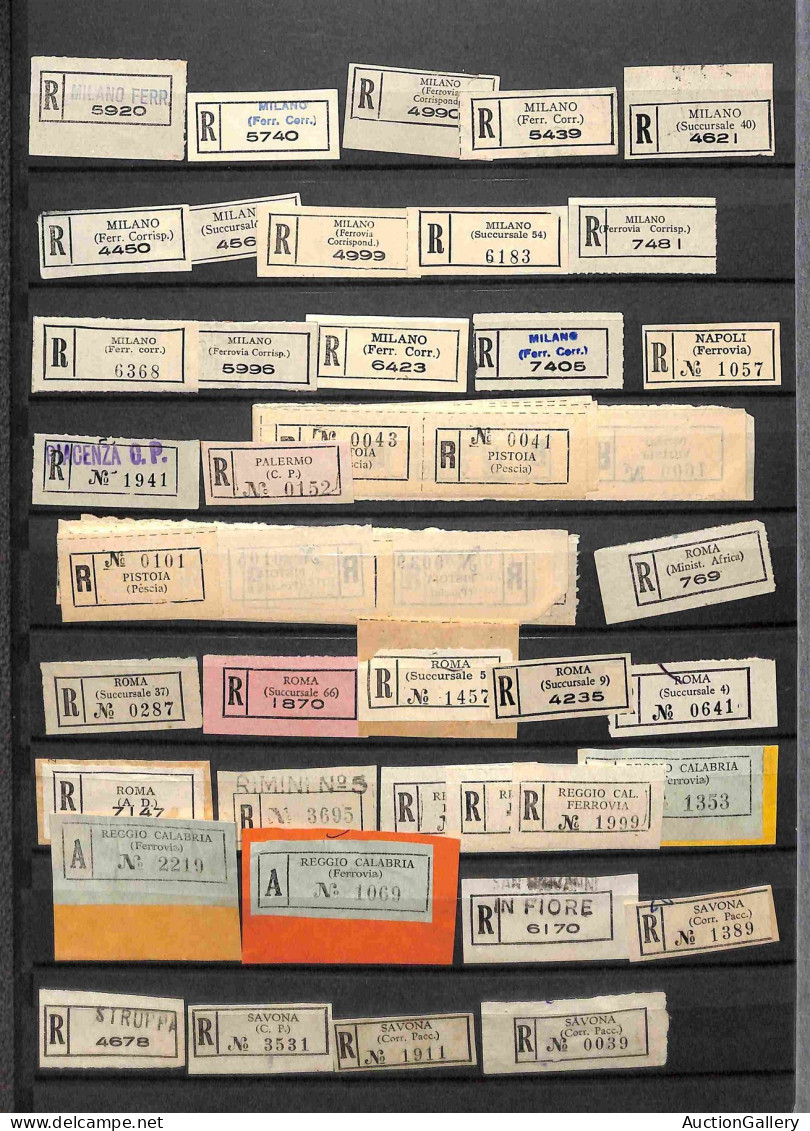 R
MILANO FERR.
5920
R
MILANO
(Ferr. Corr.)
5740
R
MILANO
(Ferrovia
Corrispond.)
4990
R
MILANO
(Ferr. Corr.)
5439
R
MILANO
(Succursale 40)
4621
R
MILANO
(Ferr. Corrisp.)
4450
R
MILANO
(Succursale
456
R
MILANO
(Ferrovia
Corrispond.)
4999
R
MILANO
(Succursale 54)
6183
R
MILANO
(Ferrovia Corrisp.)
7481
R
MILANO
(Ferr. corr.)
6368
MILANO
(Ferrovia Corrisp.)
5996
R
MILANO
(Ferr. Corr.)
6423
R
MILANO
(Ferr. Corr.)
7405
R
NAPOLI
(Ferrovia)
№ 1057
R
PIACENZA C.P.
№ 1941
R
PALERMO
(C. P.)
№ 0152
R
№ 0043
PISTOIA
(Pescia)
R
№ 0041
PISTOIA
(Pescia)
R
№ 0101
PISTOIA
(Pescia)
R
ROMA
(Minist. Africa)
769
R
ROMA
(Succursale 37)
№ 0287
R
ROMA
(Succursale 66)
1870
R
ROMA
(Succursale 5
№ 1457
R
ROMA
(Succursale 9)
4235
R
ROMA
(Succursale 4)
№ 0641
R
ROMA
(A. D.)
7147
R
RIMINI Nº 5
№ 3695
R
RE
R
RE
R
REGGIO CAL.
FERROVIA
№ 1999
REGGIO CALABRIA
(Ferrovia)
№ 1353
A
REGGIO CALABRIA
(Ferrovia)
№ 2219
A
REGGIO CALABRIA
(Ferrovia)
№ 1069
R
SAN GIOVANNI
IN FIORE
6170
R
SAVONA
(Corr. Pacc.)
№ 1389
R
STRUPPA
4678
R
SAVONA
(C. P.)
№ 3531
R
SAVONA
(Corr. Pacc.)
№ 1911
R
SAVONA
(Corr. Pacc.)
№ 0039
AuctionGallery